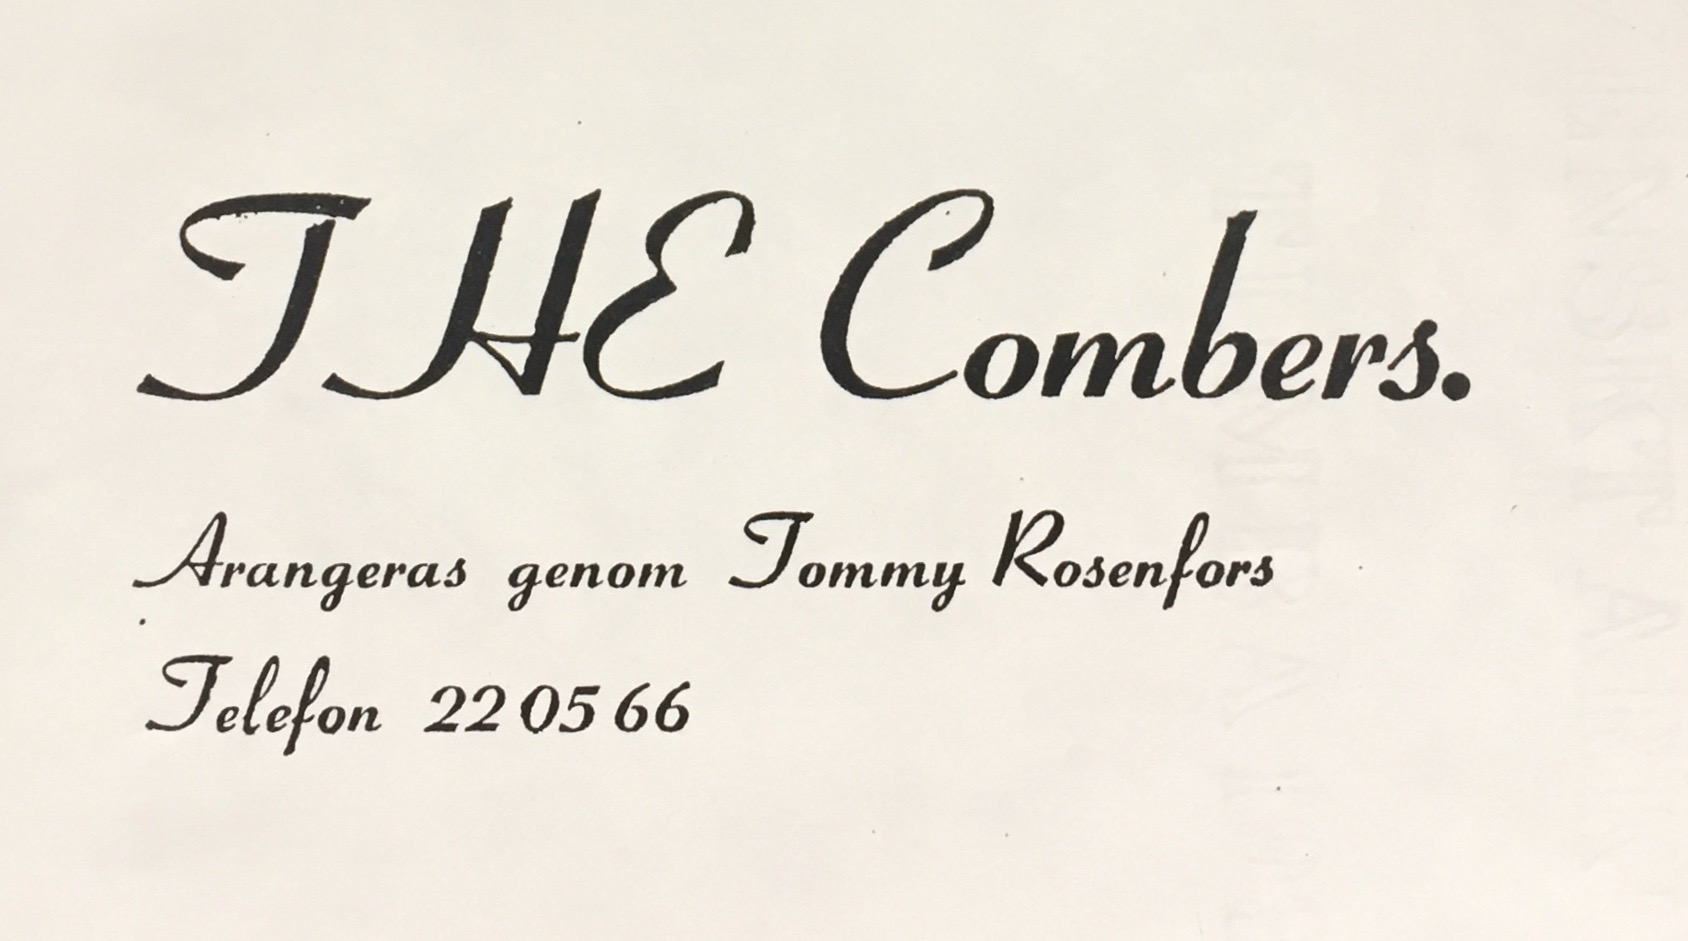 THE Combers.
Arangeras genom Tommy Rosenfors
Telefon 22 05 66